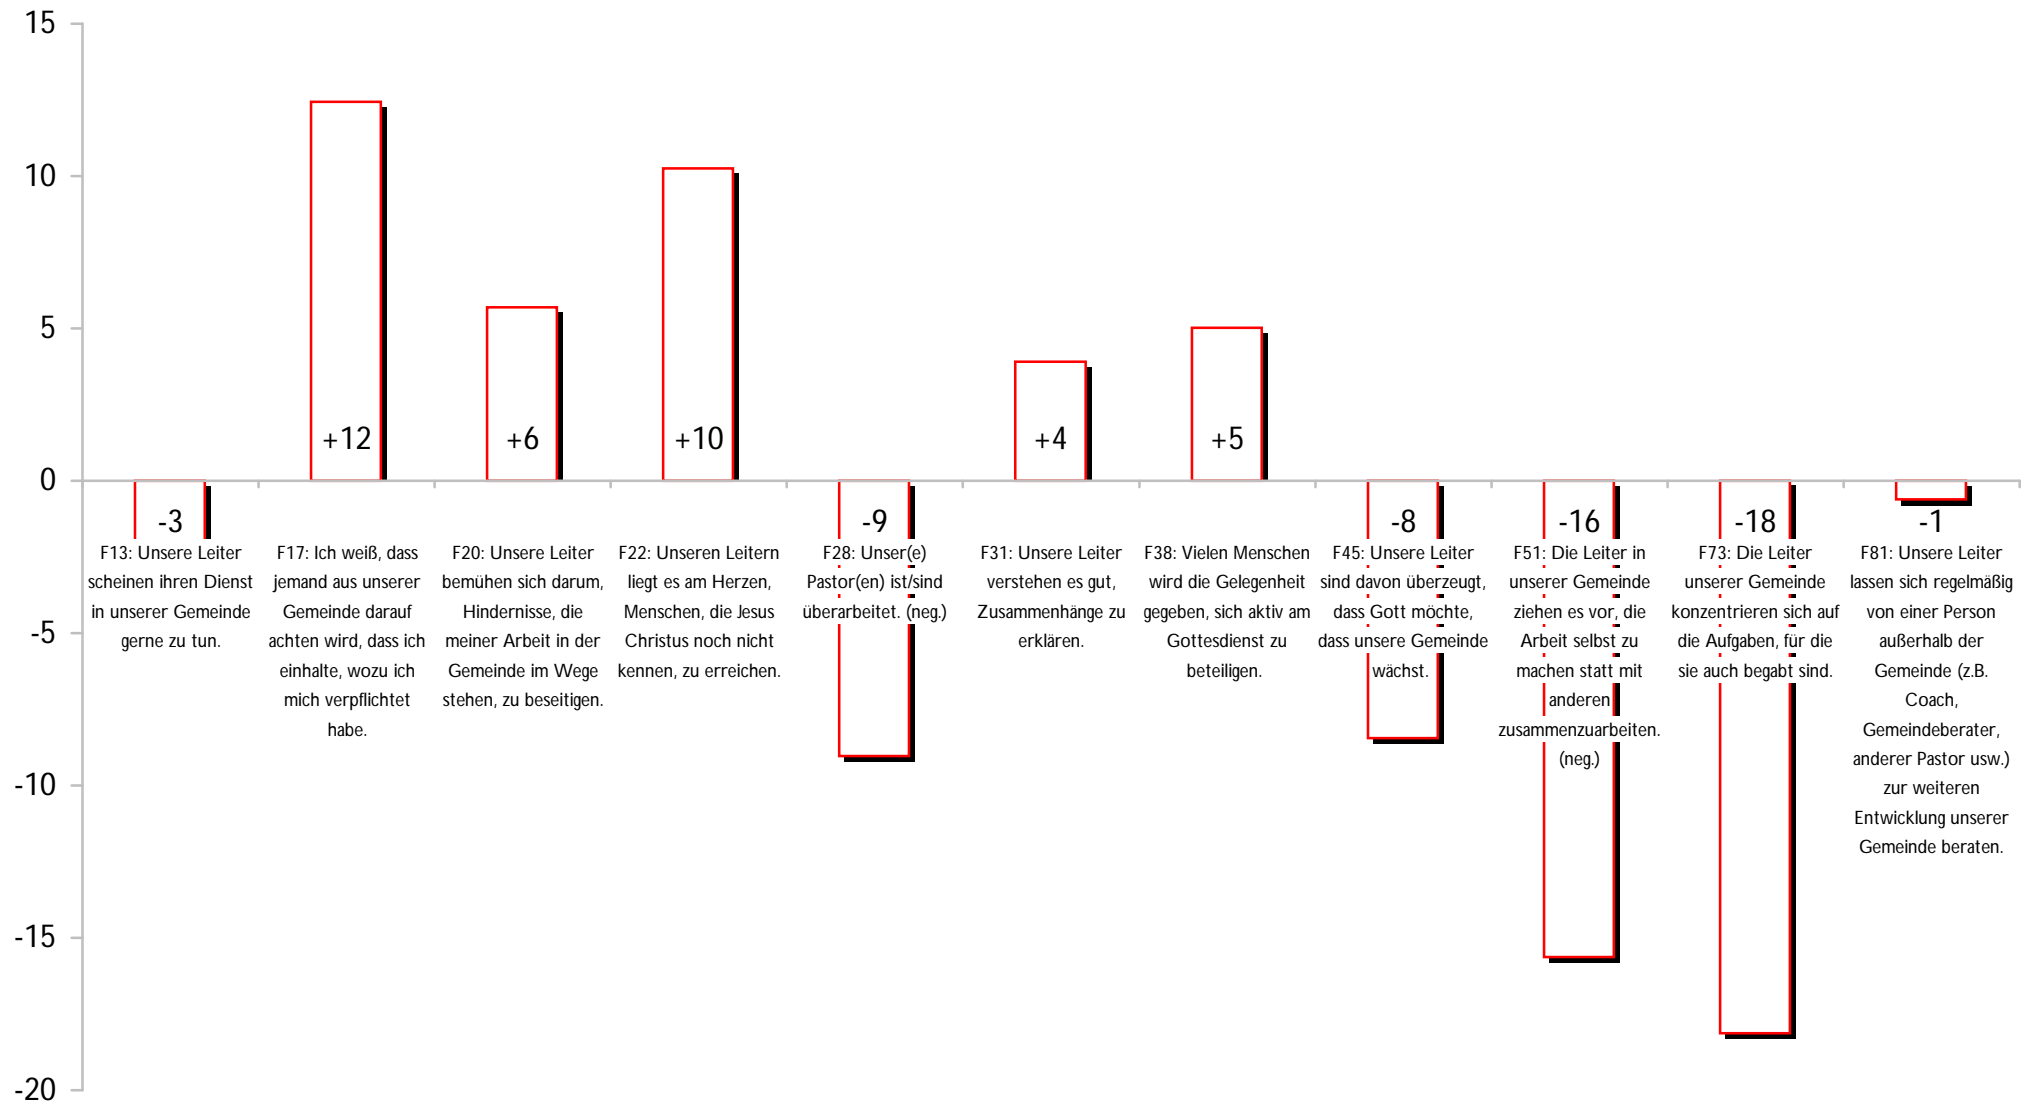 15
10
5
0
-5
-10
-15
-20
-3
+12
+6
+10
-9
+4
+5
-8
-16
-18
-1
F13: Unsere Leiter
scheinen ihren Dienst
in unserer Gemeinde
gerne zu tun.
F17: Ich weiß, dass
jemand aus unserer
Gemeinde darauf
achten wird, dass ich
einhalte, wozu ich
mich verpflichtet
habe.
F20: Unsere Leiter
bemühen sich darum,
Hindernisse, die
meiner Arbeit in der
Gemeinde im Wege
stehen, zu beseitigen.
F22: Unseren Leitern
liegt es am Herzen,
Menschen, die Jesus
Christus noch nicht
kennen, zu erreichen.
F28: Unser(e)
Pastor(en) ist/sind
überarbeitet. (neg.)
F31: Unsere Leiter
verstehen es gut,
Zusammenhänge zu
erklären.
F38: Vielen Menschen
wird die Gelegenheit
gegeben, sich aktiv am
Gottesdienst zu
beteiligen.
F45: Unsere Leiter
sind davon überzeugt,
dass Gott möchte,
dass unsere Gemeinde
wächst.
F51: Die Leiter in
unserer Gemeinde
ziehen es vor, die
Arbeit selbst zu
machen statt mit
anderen
zusammenzuarbeiten.
(neg.)
F73: Die Leiter
unserer Gemeinde
konzentrieren sich auf
die Aufgaben, für die
sie auch begabt sind.
F81: Unsere Leiter
lassen sich regelmäßig
von einer Person
außerhalb der
Gemeinde (z.B.
Coach,
Gemeindeberater,
anderer Pastor usw.)
zur weiteren
Entwicklung unserer
Gemeinde beraten.